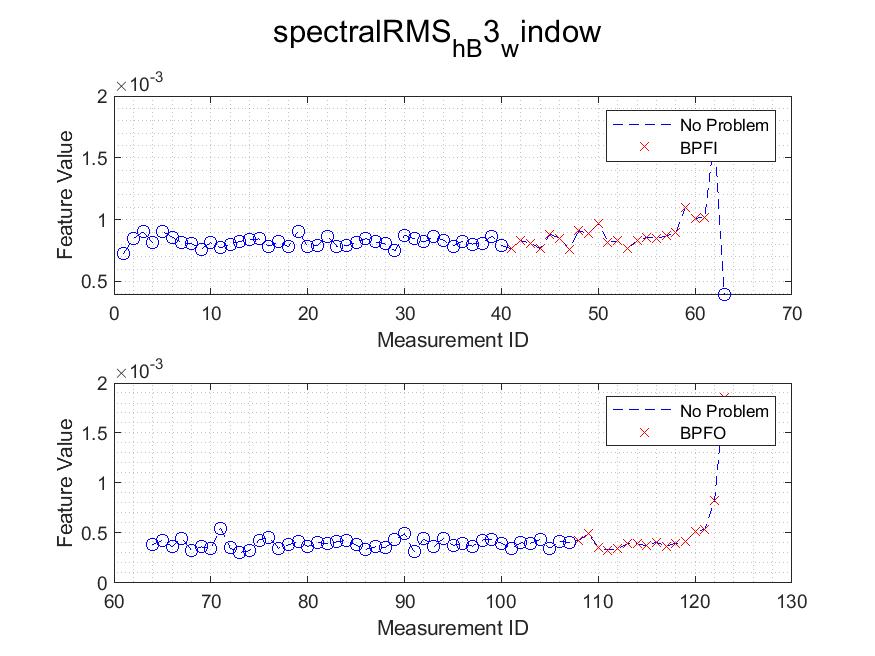 spectralRMS_hB3_window
×10^-3
Feature Value
2
1.5
1
0.5
No Problem
BPFI
0 10 20 30 40 50 60 70
Measurement ID
×10^-3
Feature Value
2
1.5
1
0.5
0
No Problem
BPFO
60 70 80 90 100 110 120 130
Measurement ID